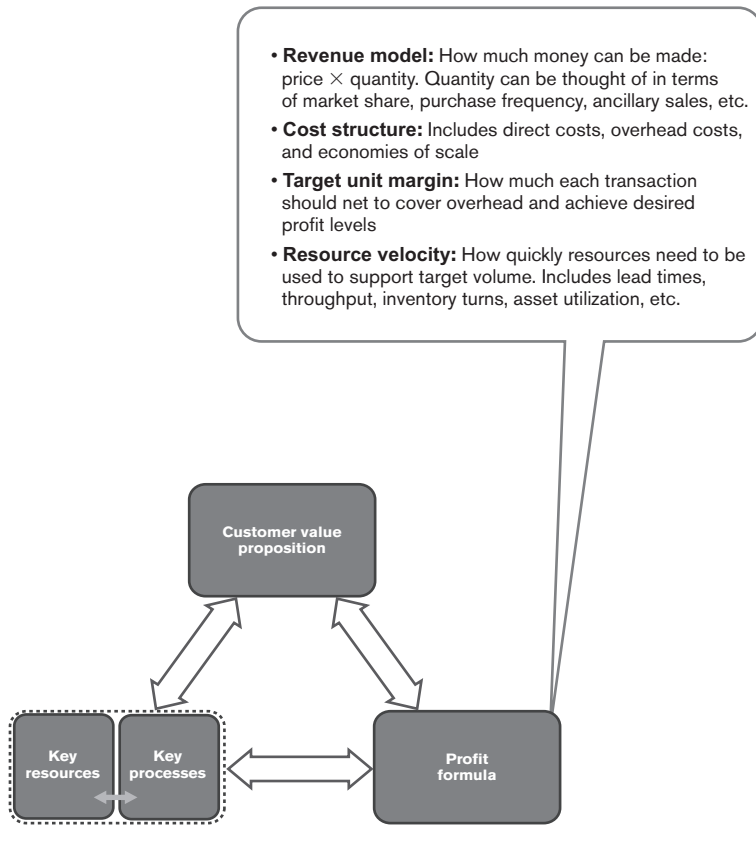 • Revenue model: How much money can be made:
price × quantity. Quantity can be thought of in terms
of market share, purchase frequency, ancillary sales, etc.
• Cost structure: Includes direct costs, overhead costs,
and economies of scale
• Target unit margin: How much each transaction
should net to cover overhead and achieve desired
profit levels
• Resource velocity: How quickly resources need to be
used to support target volume. Includes lead times,
throughput, inventory turns, asset utilization, etc.
Customer value
proposition
Key
resources
Key
processes
Profit
formula